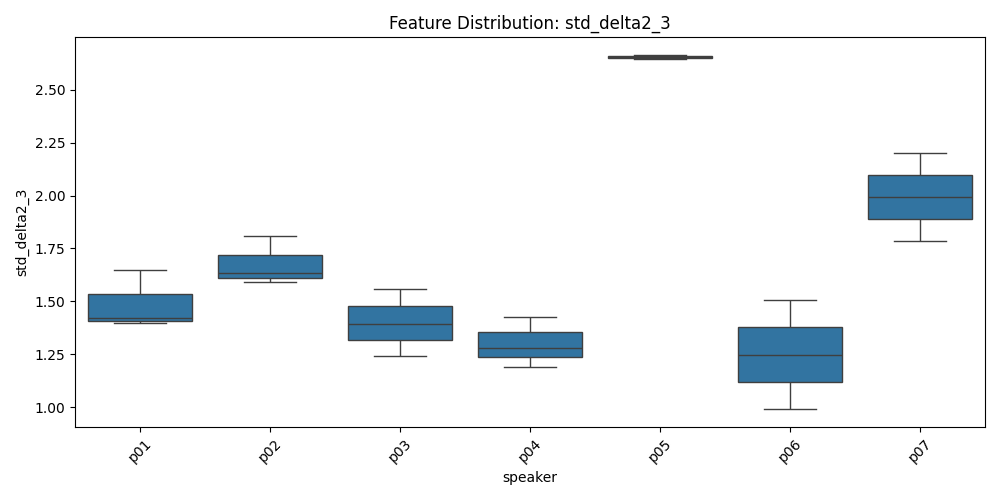 Feature Distribution: std_delta2_3
std_delta2_3
2.50
2.25
2.00
1.75
1.50
1.25
1.00
p01
p02
p03
p04
p05
p06
p07
speaker